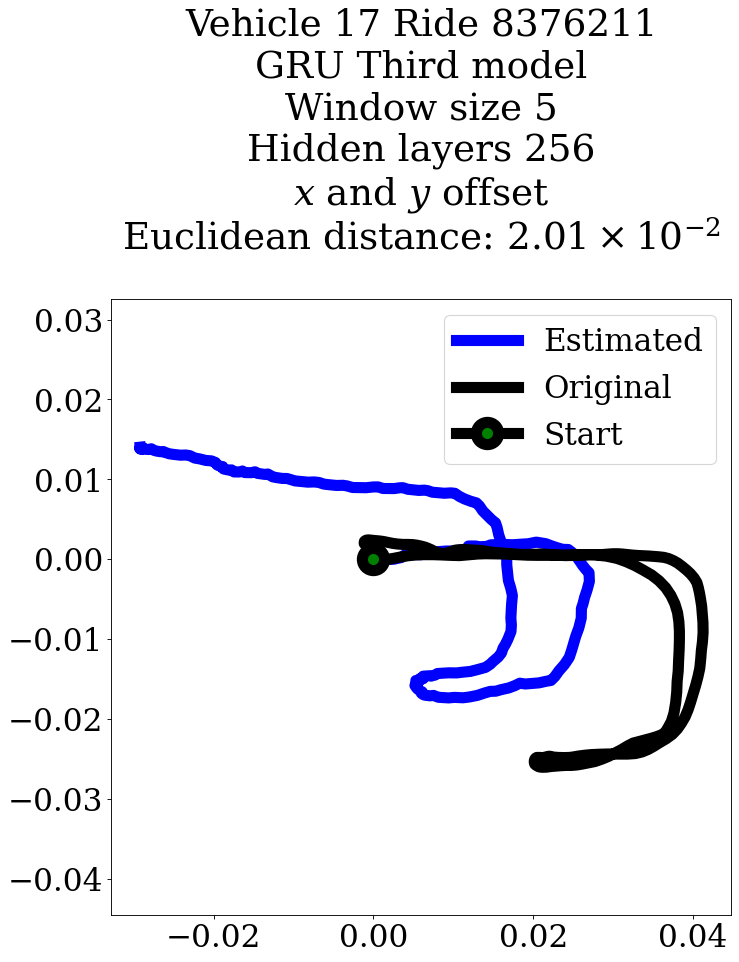 Vehicle 17 Ride 8376211
GRU Third model
Window size 5
Hidden layers 256
x and y offset
Euclidean distance: 2.01 × 10⁻²
Estimated
Original
Start
0.03
0.02
0.01
0.00
−0.01
−0.02
−0.03
−0.04
−0.02 0.00 0.02 0.04